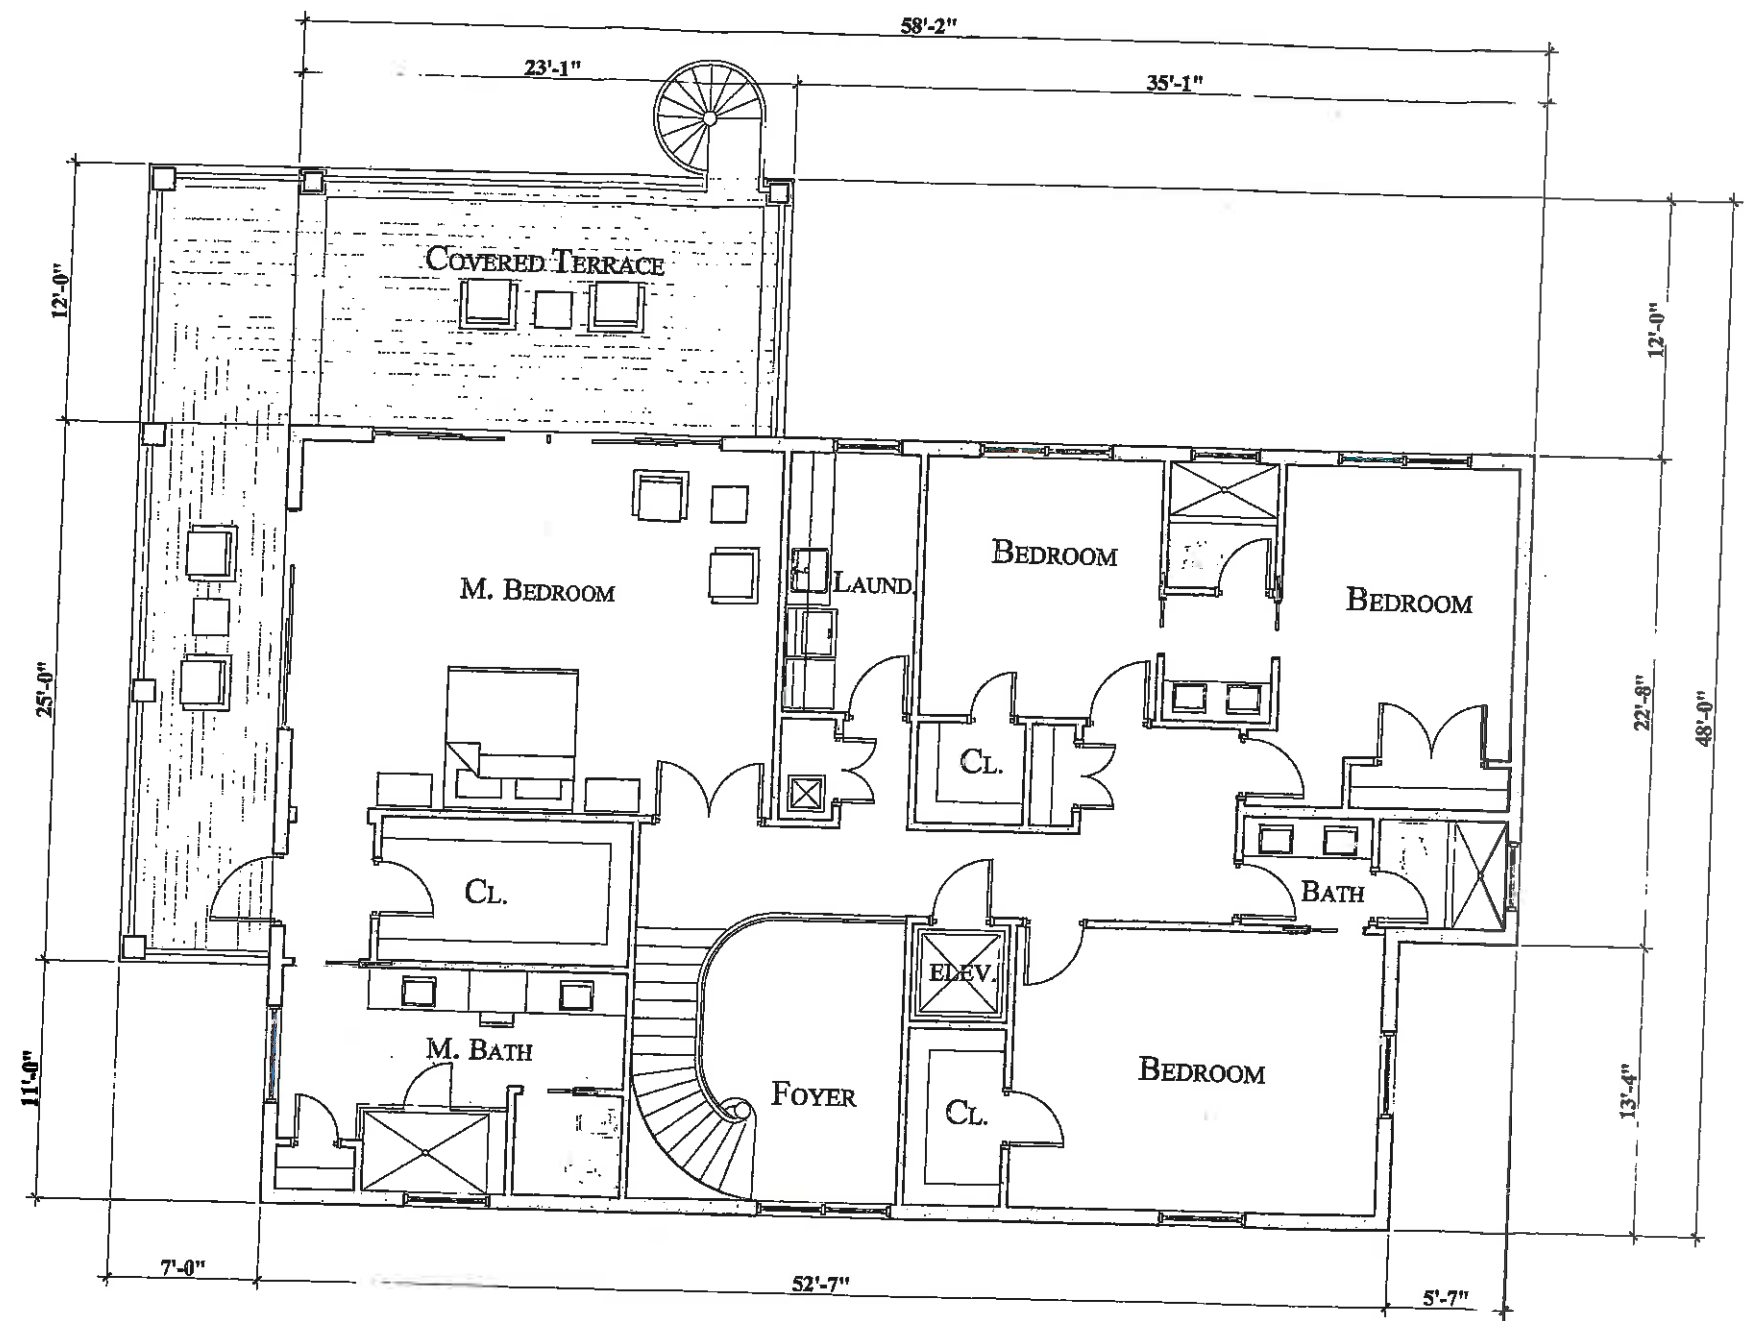 58'-2"
23'-1"
35'-1"
COVERED TERRACE
12'-0"
12'-0"
BEDROOM
LAUND.
M. BEDROOM
BEDROOM
25'-0"
22'-8"
48'-0"
CL.
CL.
BATH
ELEV.
M. BATH
BEDROOM
FOYER
CL.
11'-0"
13'-4"
7'-0"
52'-7"
5'-7"